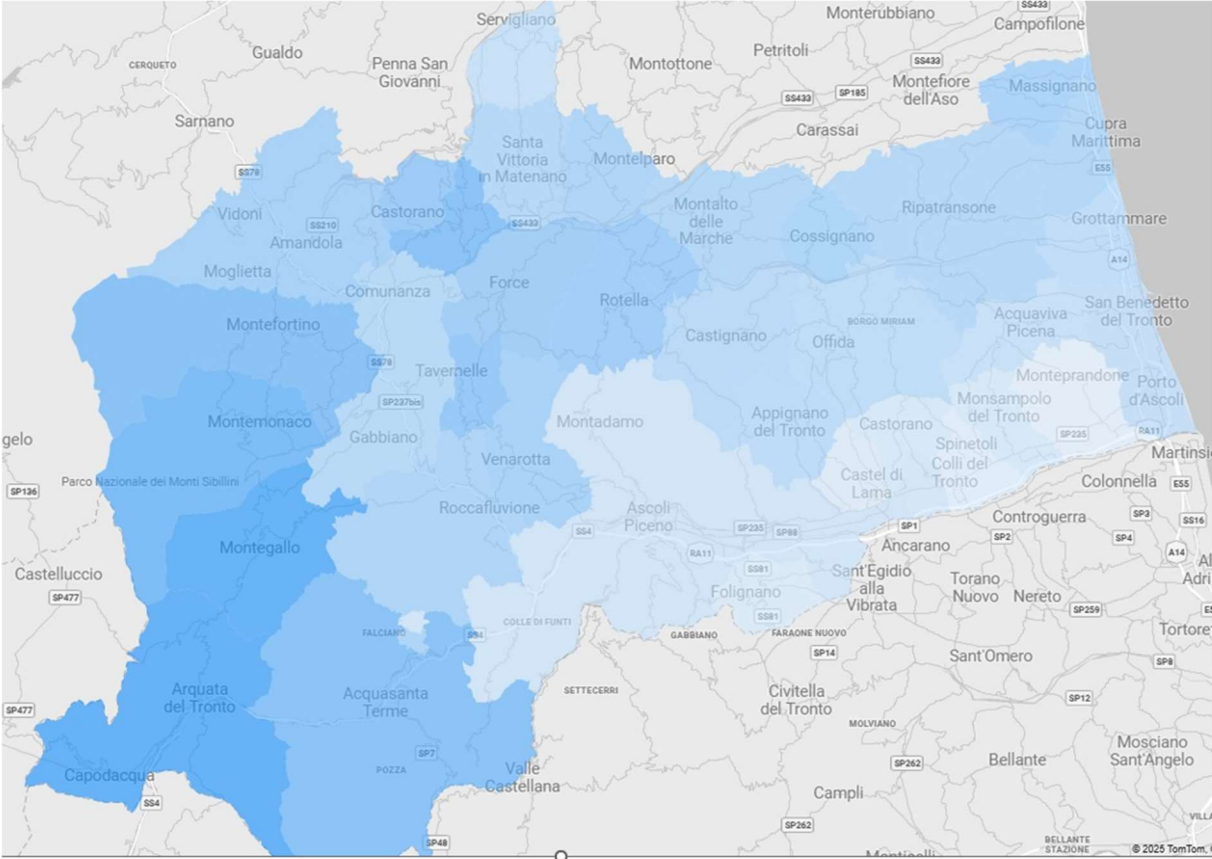 Servigliano
Monterubbiano
SS433
Campofilone
Gualdo
CERQUETO
Penna San
Giovanni
Montottone
Petritoli
SS433
Montefiore
dell'Aso
Massignano
SS433
SP185
Sarnano
Carassai
Cupra
Marittima
Santa
Vittoria
in Matenano
Montelparo
SS78
E55
Vidoni
SS210
Castorano
SS433
Montalto
delle
Marche
Ripatransone
Grottammare
Amandola
Cossignano
A14
Moglietta
Comunanza
Force
Rotella
San Benedetto
del Tronto
Montefortino
Castignano
Offida
BORGO MIRIAM
Acquaviva
Picena
SS78
Tavernelle
Monteprandone
Porto
d'Ascoli
SP237bis
Montemonaco
Montadamo
Appignano
del Tronto
Castorano
Monsampolo
del Tronto
gelo
Gabbiano
Spinetoli
Colli del
Tronto
SP235
RA11
Venarotta
Martinsi
SP136
Parco Nazionale dei Monti Sibillini
Castel di
Lama
Colonnella
E55
Roccafluvione
Ascoli
Piceno
SS4
SP235
SP88
SP1
Controguerra
SP3
SS16
Montegallo
RA11
Ancarano
SP2
SP4
A14
Al
Adri
Castelluccio
SS81
Sant'Egidio
alla
Vibrata
Torano
Nuovo
Nereto
SP477
Folignano
SP259
E5
FALCIANO
SS4
COLLE DI FUNTI
SS81
GABBIANO
FARAONE NUOVO
Tortore
SP14
Sant'Omero
SP8
Arquata
del Tronto
Acquasanta
Terme
SETTECERRI
Civitella
del Tronto
SP477
SP12
MOLVIANO
Mosciano
Sant'Angelo
Capodacqua
SP7
POZZA
Valle
Castellana
SP262
Bellante
SS4
Campli
SP262
SP48
BELLANTE
STAZIONE
VILLA
Monticelli
© 2025 TomTom,